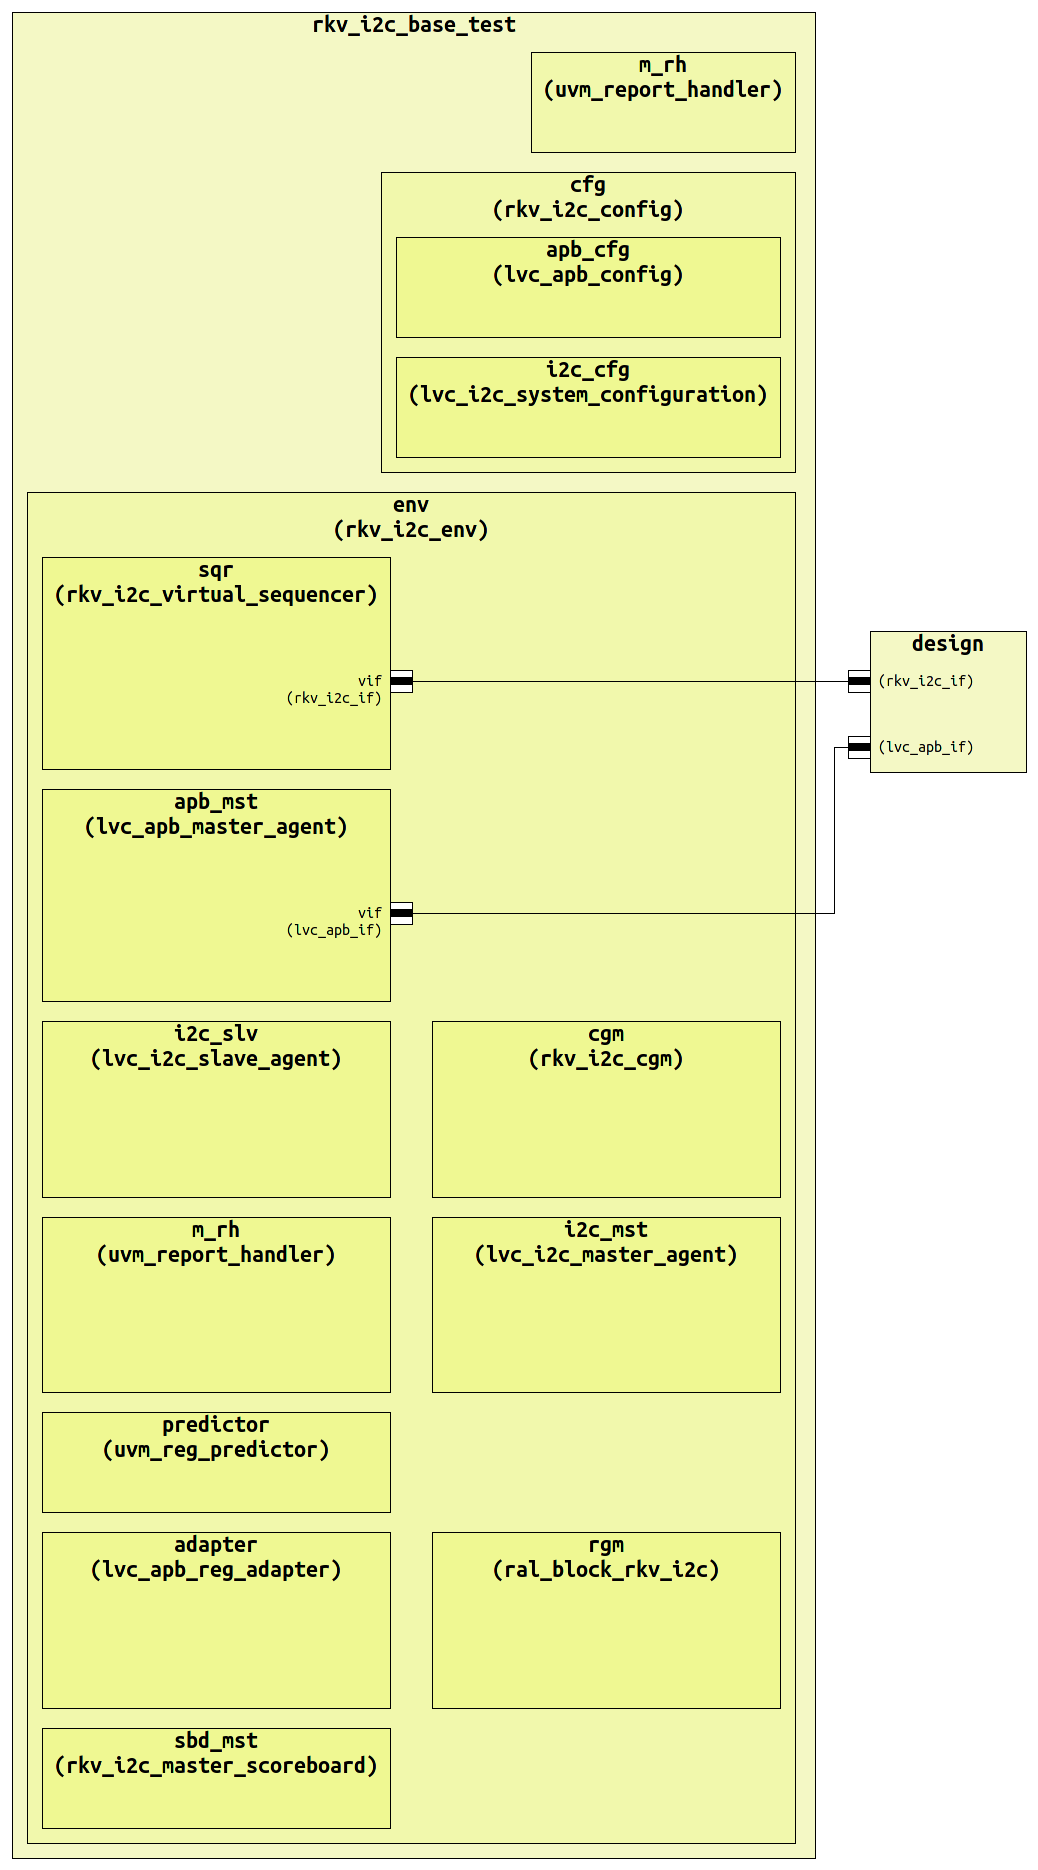 rkv_i2c_base_test
m_rh
(uvm_report_handler)
cfg
(rkv_i2c_config)
apb_cfg
(lvc_apb_config)
i2c_cfg
(lvc_i2c_system_configuration)
env
(rkv_i2c_env)
sqr
(rkv_i2c_virtual_sequencer)
vif
(rkv_i2c_if)
design
(rkv_i2c_if)
(lvc_apb_if)
apb_mst
(lvc_apb_master_agent)
vif
(lvc_apb_if)
i2c_slv
(lvc_i2c_slave_agent)
cgm
(rkv_i2c_cgm)
m_rh
(uvm_report_handler)
i2c_mst
(lvc_i2c_master_agent)
predictor
(uvm_reg_predictor)
adapter
(lvc_apb_reg_adapter)
rgm
(ral_block_rkv_i2c)
sbd_mst
(rkv_i2c_master_scoreboard)